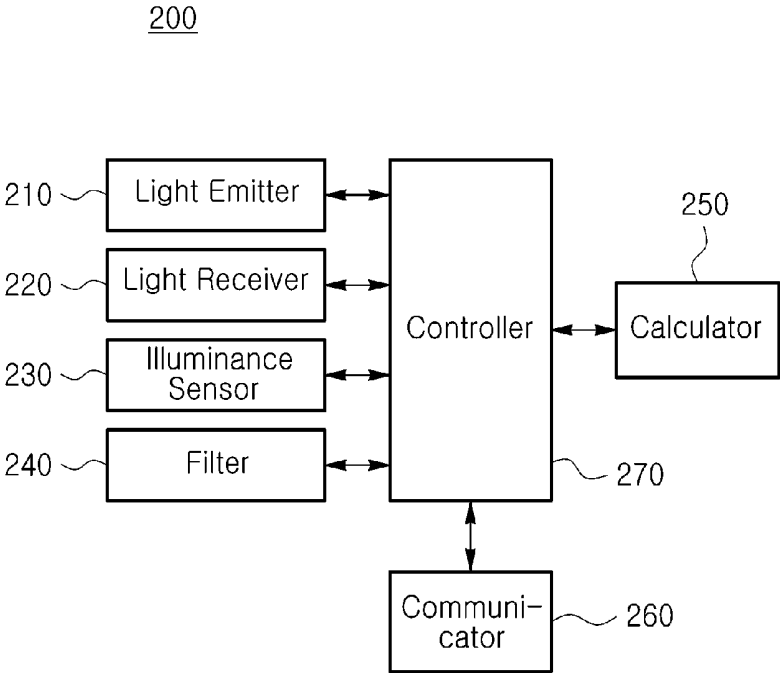 200
210
Light Emitter
220
Light Receiver
230
Illuminance
Sensor
240
Filter
Controller
270
250
Calculator
Communi-
cator
260